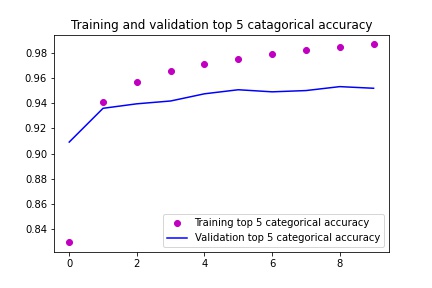 Training and validation top 5 catagorical accuracy
0.98
0.96
0.94
0.92
0.90
0.88
0.86
0.84
Training top 5 categorical accuracy
Validation top 5 categorical accuracy
0 2 4 6 8